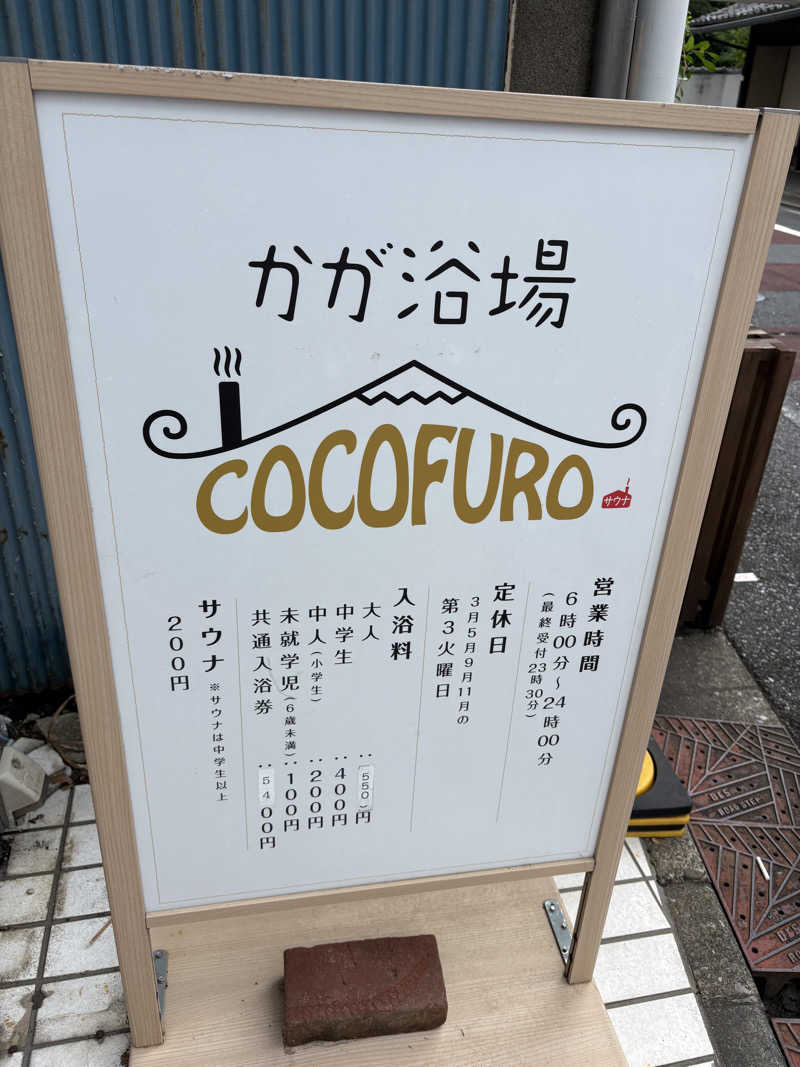 かが浴場
COCOFURO
サウナ
営業時間
6時00分〜24時00分
(最終受付23時30分)
定休日
3月5月9月11月の
第3火曜日
入浴料
大人‥550円
中学生‥400円
中人(小学生)‥200円
未就学児(6歳未満)‥100円
共通入浴券‥5400円
サウナ ※サウナは中学生以上
200円